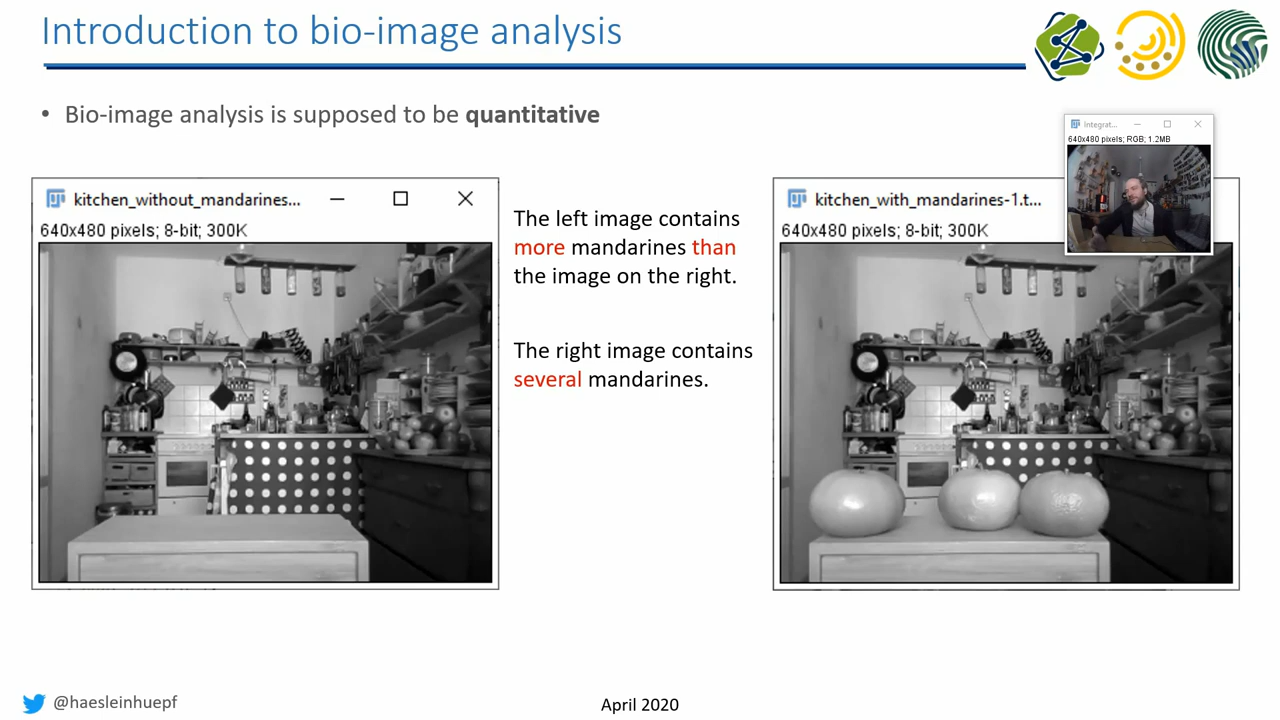 Introduction to bio-image analysis
• Bio-image analysis is supposed to be quantitative
Integrat...
640x480 pixels; RGB; 1.2MB
kitchen_without_mandarines...
640x480 pixels; 8-bit; 300K
The left image contains
more mandarines than
the image on the right.
The right image contains
several mandarines.
kitchen_with_mandarines-1.t...
640x480 pixels; 8-bit; 300K
@haesleinhuepf
April 2020